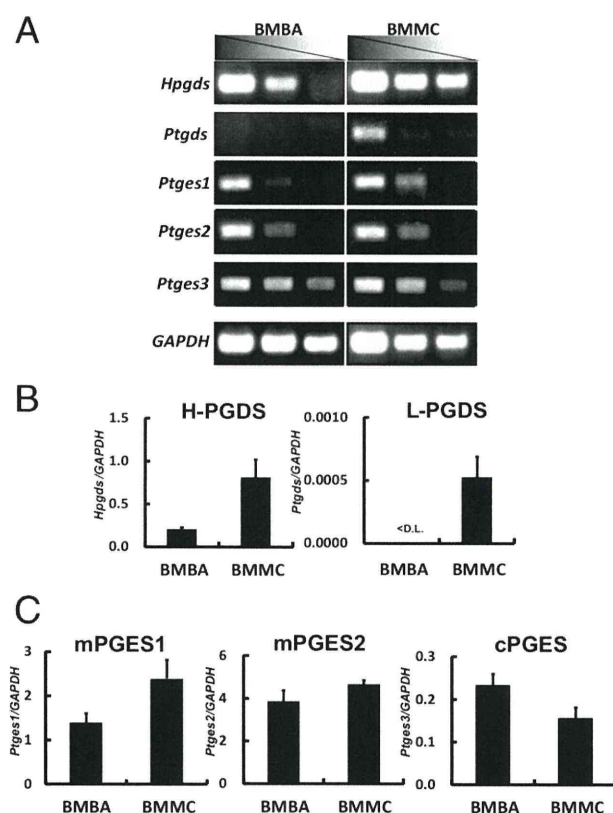 A
BMBA BMMC
Hpgds
Ptgds
Ptges1
Ptges2
Ptges3
GAPDH
B
H-PGDS L-PGDS
Hpgds/GAPDH
1.5
1.0
0.5
0.0
BMBA BMMC
Ptgds/GAPDH
0.0010
0.0005
0.0000
<D.L.
BMBA BMMC
C
mPGES1 mPGES2 cPGES
Ptges1/GAPDH
3
2
1
0
BMBA BMMC
Ptges2/GAPDH
6
4
2
0
BMBA BMMC
Ptges3/GAPDH
0.3
0.2
0.1
0.0
BMBA BMMC